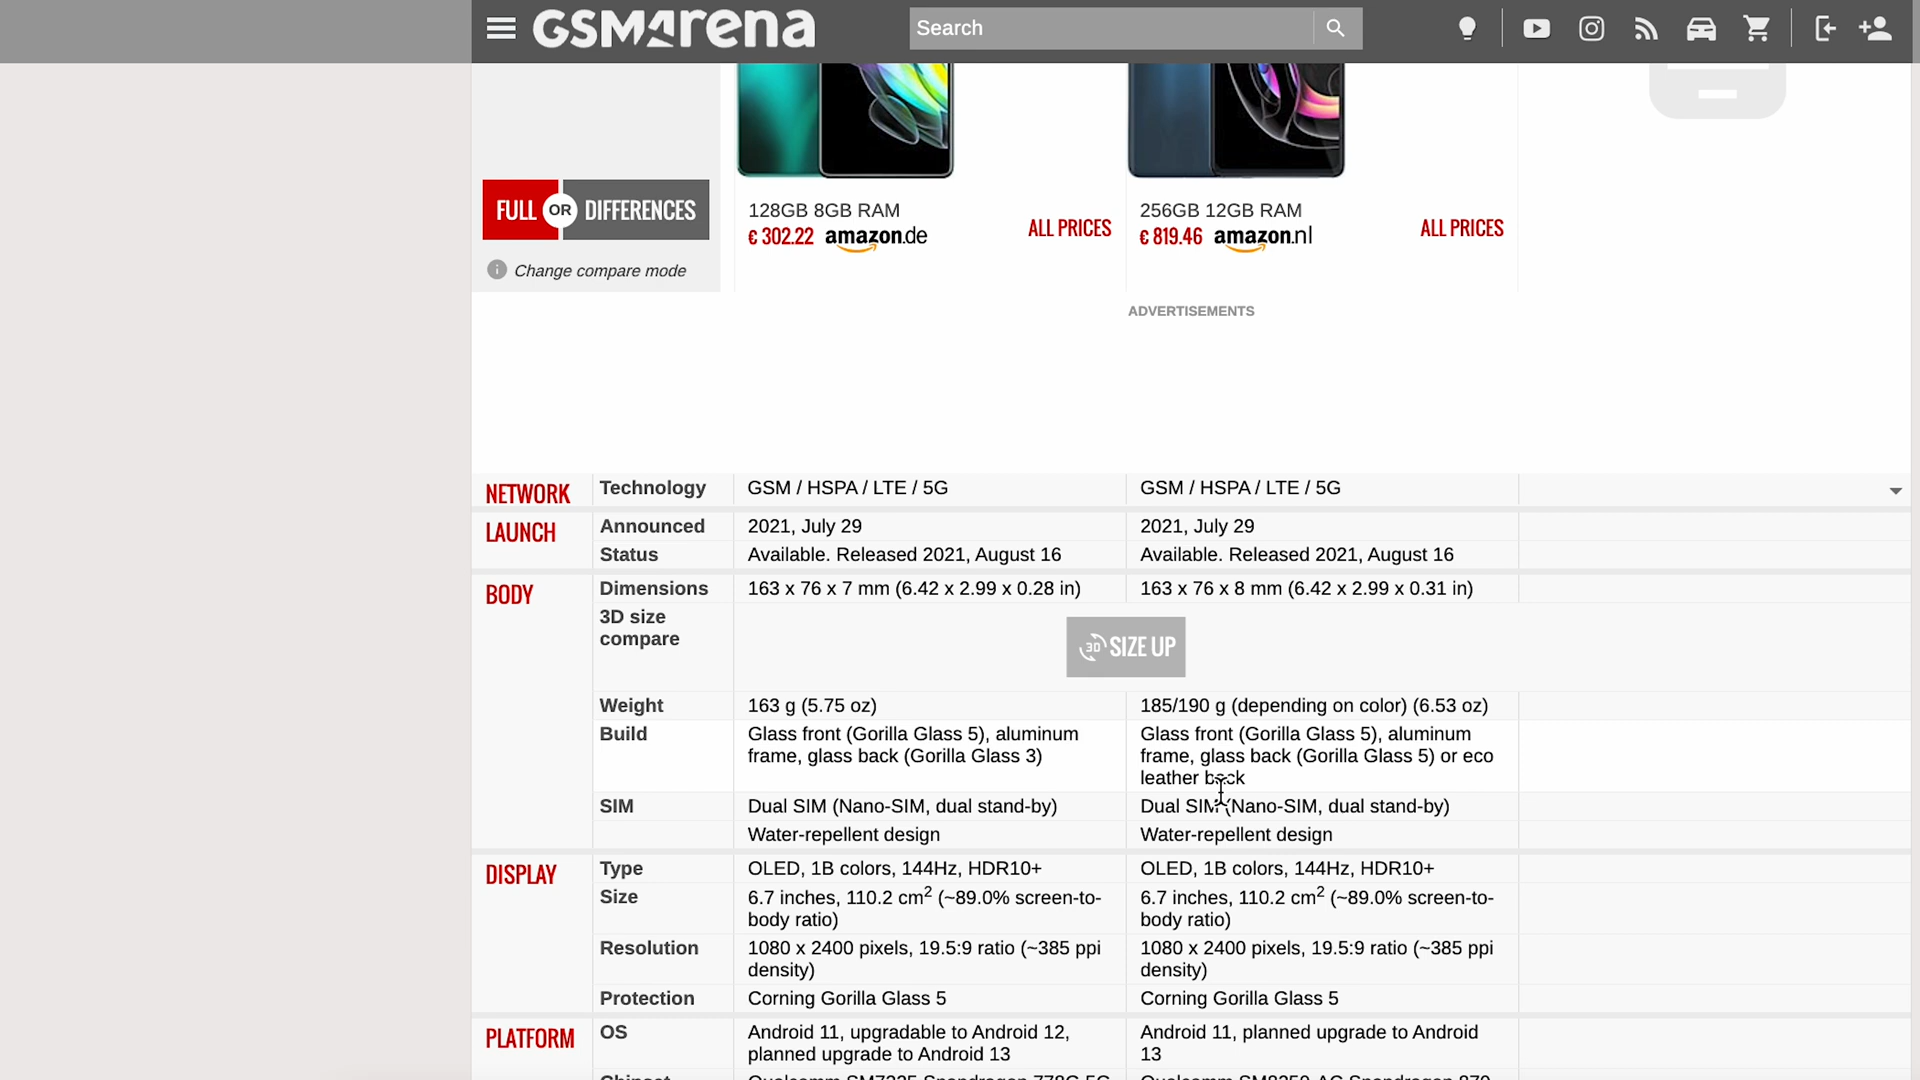 GSMArena
Search
FULL OR DIFFERENCES
Change compare mode
128GB 8GB RAM
€ 302.22 amazon.de
ALL PRICES
256GB 12GB RAM
€ 819.46 amazon.nl
ALL PRICES
ADVERTISEMENTS
NETWORK Technology GSM / HSPA / LTE / 5G GSM / HSPA / LTE / 5G
LAUNCH Announced 2021, July 29 2021, July 29
Status Available. Released 2021, August 16 Available. Released 2021, August 16
BODY Dimensions 163 x 76 x 7 mm (6.42 x 2.99 x 0.28 in) 163 x 76 x 8 mm (6.42 x 2.99 x 0.31 in)
3D size
compare
3D SIZE UP
Weight 163 g (5.75 oz) 185/190 g (depending on color) (6.53 oz)
Build Glass front (Gorilla Glass 5), aluminum Glass front (Gorilla Glass 5), aluminum
frame, glass back (Gorilla Glass 3) frame, glass back (Gorilla Glass 5) or eco
leather back
SIM Dual SIM (Nano-SIM, dual stand-by) Dual SIM (Nano-SIM, dual stand-by)
Water-repellent design Water-repellent design
DISPLAY Type OLED, 1B colors, 144Hz, HDR10+ OLED, 1B colors, 144Hz, HDR10+
Size 6.7 inches, 110.2 cm² (~89.0% screen-to- 6.7 inches, 110.2 cm² (~89.0% screen-to-
body ratio) body ratio)
Resolution 1080 x 2400 pixels, 19.5:9 ratio (~385 ppi 1080 x 2400 pixels, 19.5:9 ratio (~385 ppi
density) density)
Protection Corning Gorilla Glass 5 Corning Gorilla Glass 5
PLATFORM OS Android 11, upgradable to Android 12, Android 11, planned upgrade to Android
planned upgrade to Android 13 13